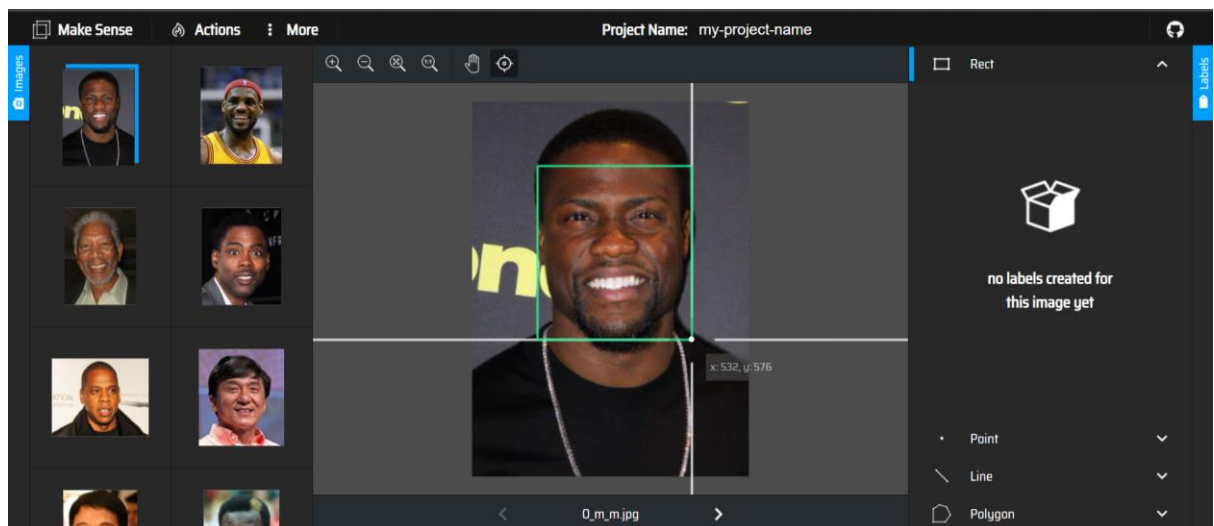 Make Sense Actions More Project Name: my-project-name
Images
Labels
Rect
no labels created for
this image yet
x: 532, y: 576
Point
Line
Polygon
0_m_m.jpg